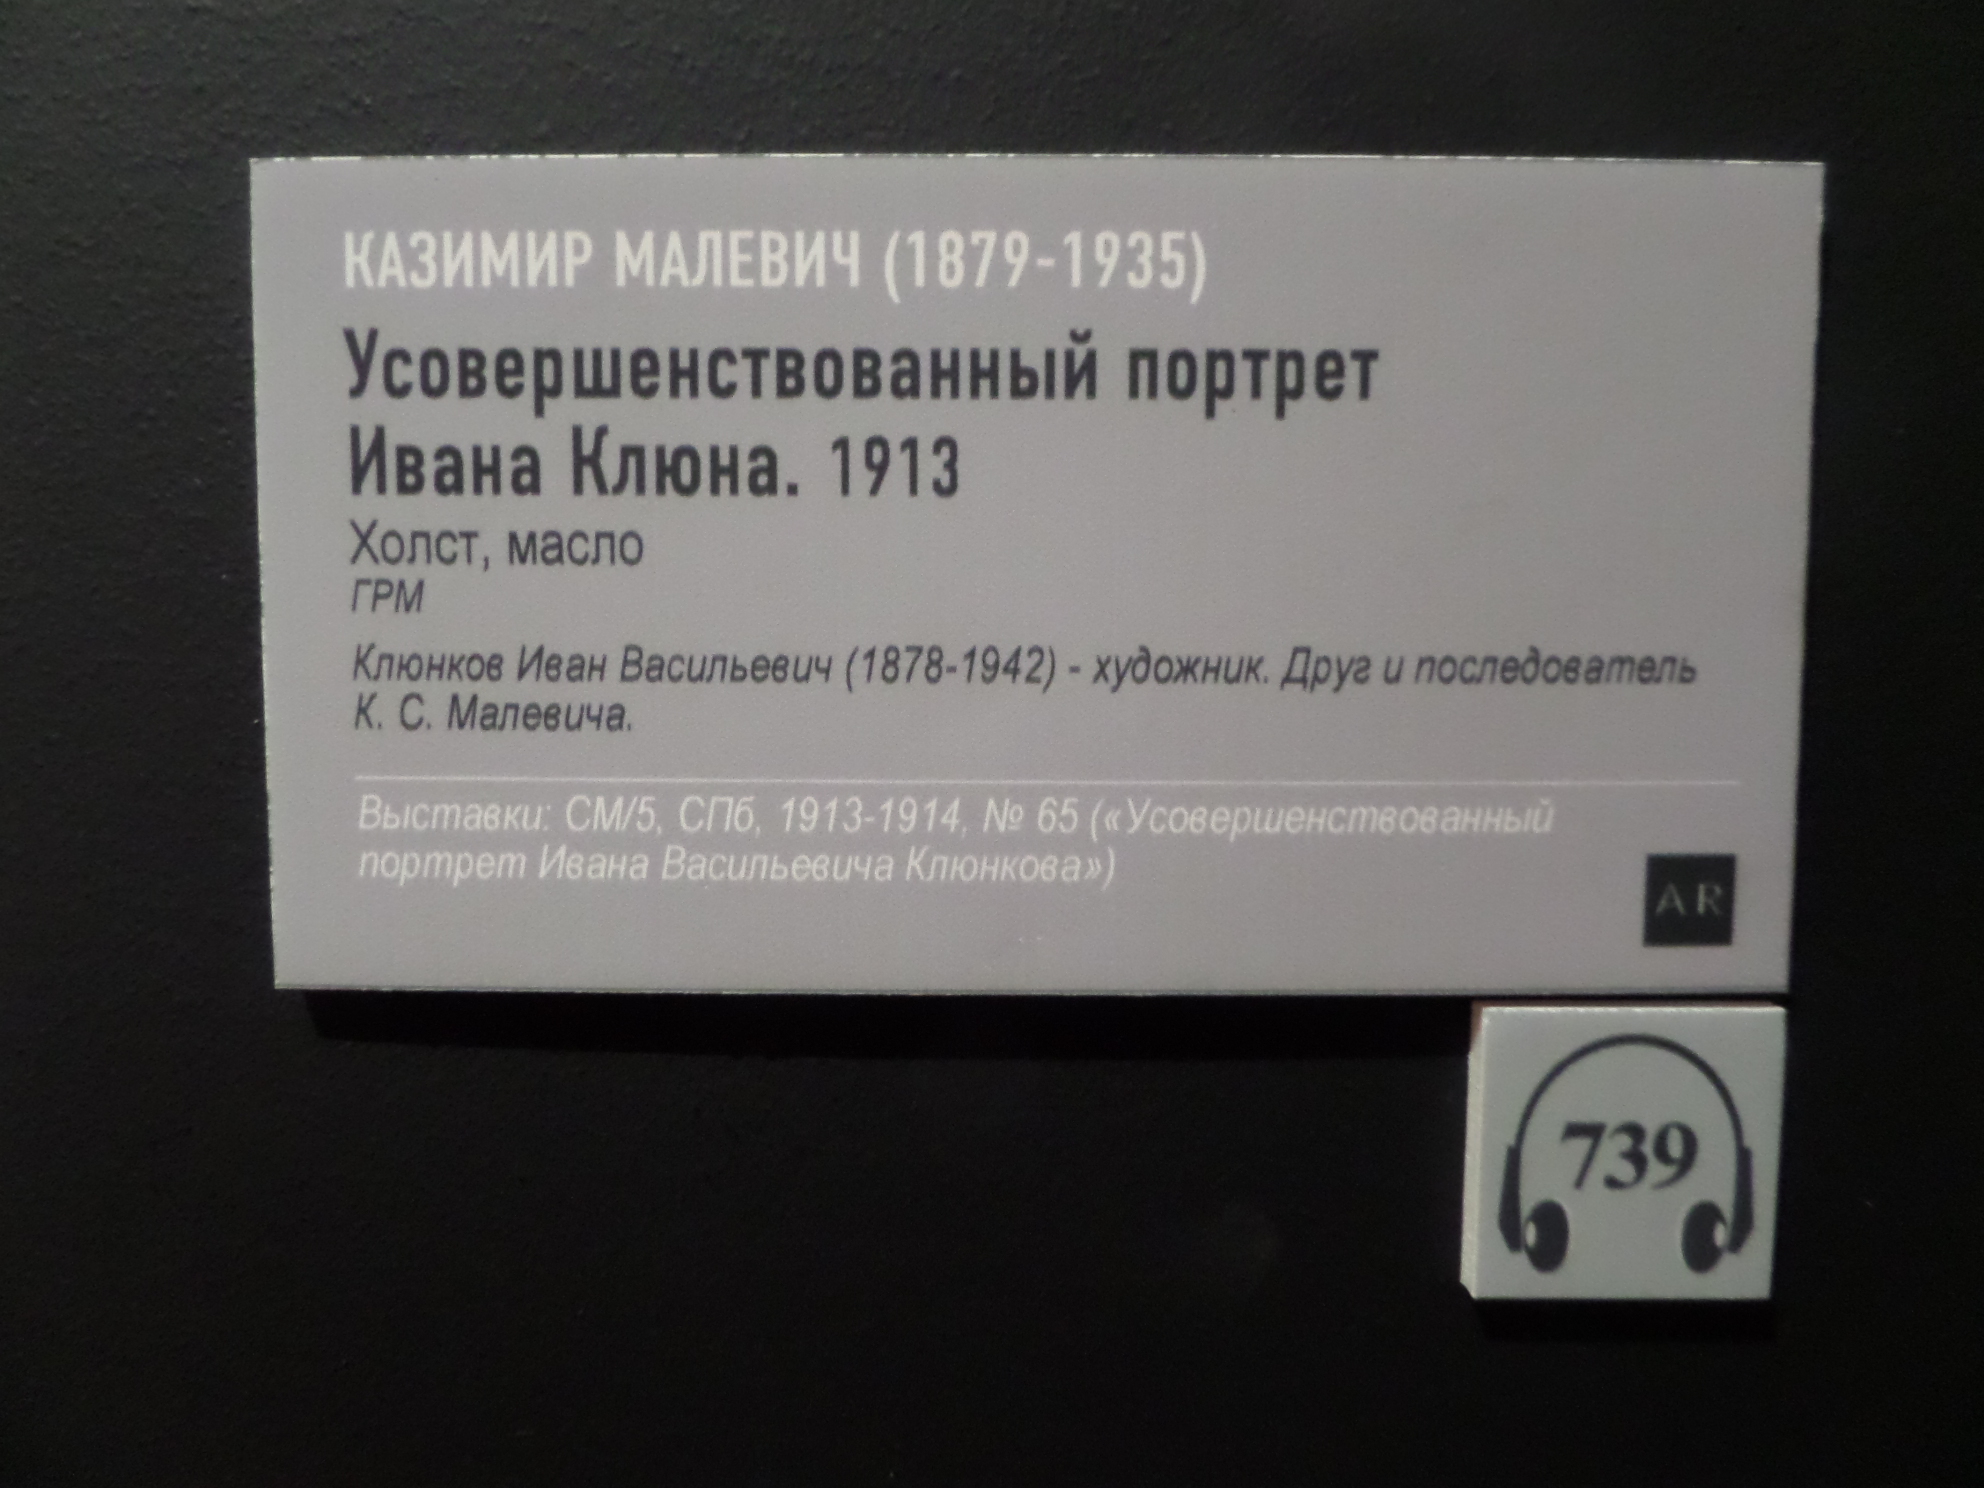 КАЗИМИР МАЛЕВИЧ (1879-1935)
Усовершенствованный портрет
Ивана Клюна. 1913
Холст, масло
ГРМ
Клюнков Иван Васильевич (1878-1942) - художник. Друг и последователь
К. С. Малевича.
Выставки: СМ/5, СПб, 1913-1914, № 65 («Усовершенствованный
портрет Ивана Васильевича Клюнкова»)
AR
739